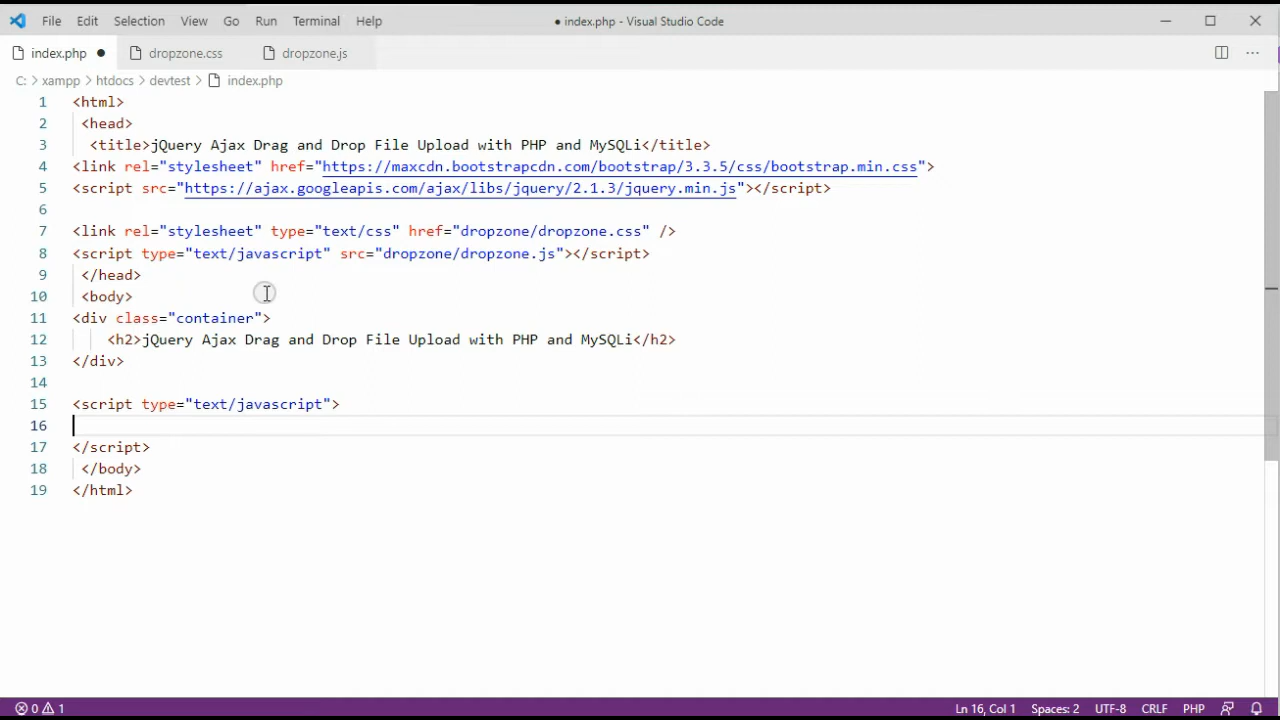 File Edit Selection View Go Run Terminal Help ● index.php - Visual Studio Code
index.php ● dropzone.css dropzone.js
C: > xampp > htdocs > devtest > index.php
1 <html>
2 <head>
3 <title>jQuery Ajax Drag and Drop File Upload with PHP and MySQLi</title>
4 <link rel="stylesheet" href="https://maxcdn.bootstrapcdn.com/bootstrap/3.3.5/css/bootstrap.min.css">
5 <script src="https://ajax.googleapis.com/ajax/libs/jquery/2.1.3/jquery.min.js"></script>
6
7 <link rel="stylesheet" type="text/css" href="dropzone/dropzone.css" />
8 <script type="text/javascript" src="dropzone/dropzone.js"></script>
9 </head>
10 <body>
11 <div class="container">
12 <h2>jQuery Ajax Drag and Drop File Upload with PHP and MySQLi</h2>
13 </div>
14
15 <script type="text/javascript">
16
17 </script>
18 </body>
19 </html>
0 1 Ln 16, Col 1 Spaces: 2 UTF-8 CRLF PHP